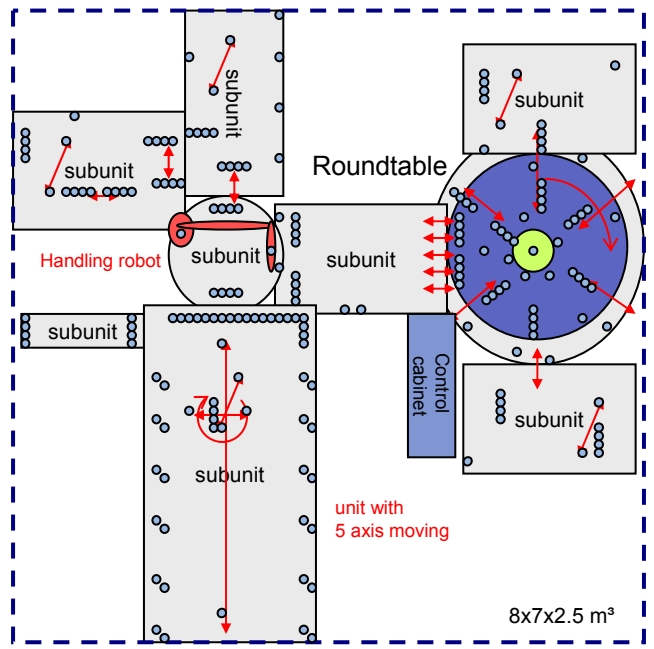 subunit
subunit
subunit
Roundtable
Handling robot
subunit
subunit
subunit
Control
cabinet
subunit
subunit
unit with
5 axis moving
8x7x2.5 m³